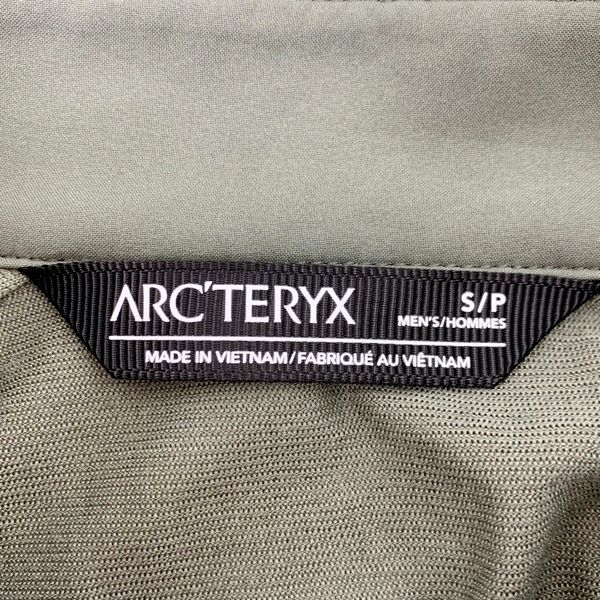 ARC'TERYX
S/P
MEN'S/HOMMES
MADE IN VIETNAM/FABRIQUÉ AU VIÊTNAM